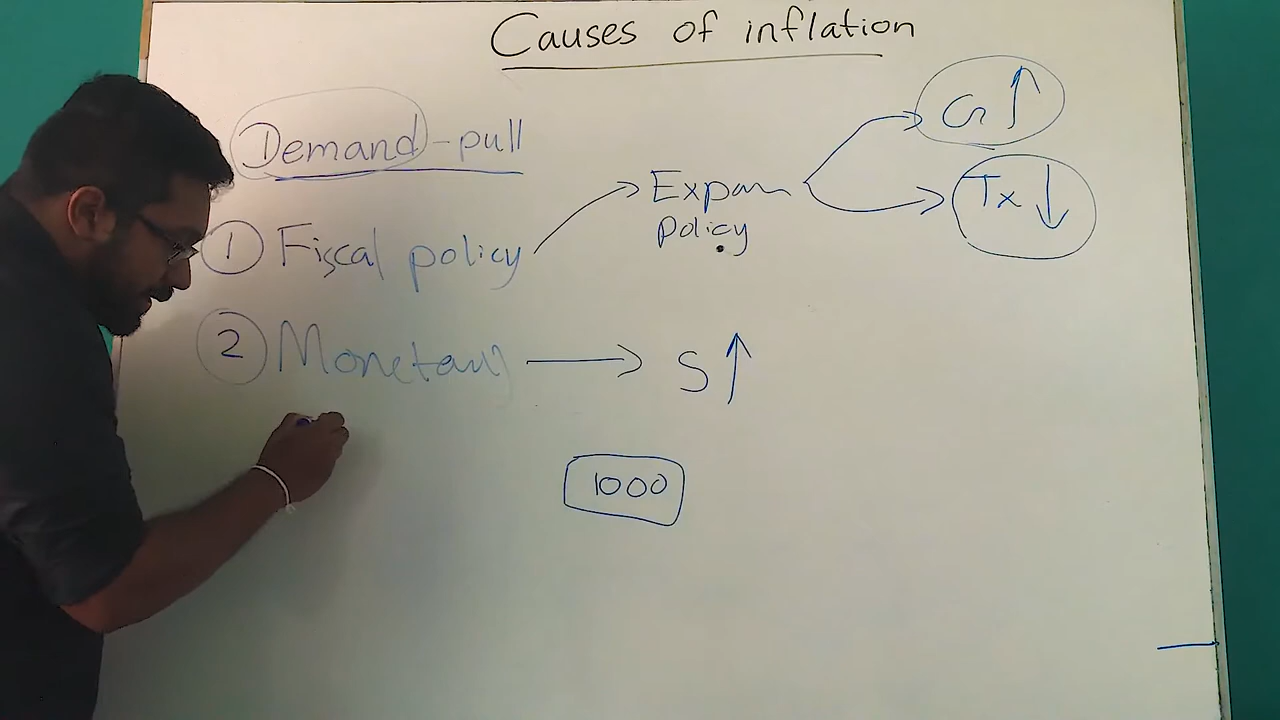 Causes of inflation
Demand-pull
① Fiscal policy → Expan policy → G ↑
→ Tx ↓
② Monetary → S ↑
1000